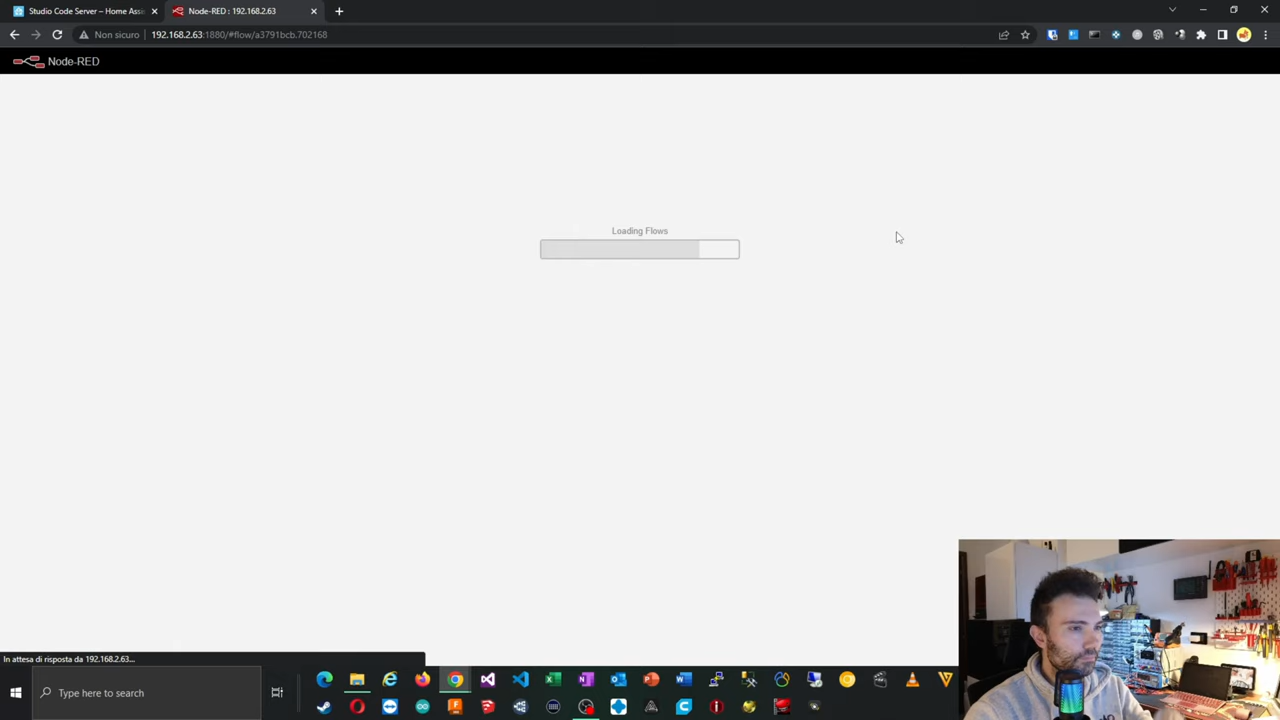 Studio Code Server – Home Assi
Node-RED : 192.168.2.63
Non sicuro
192.168.2.63:1880/#flow/a3791bcb.702168
Node-RED
Loading Flows
In attesa di risposta da 192.168.2.63...
Type here to search